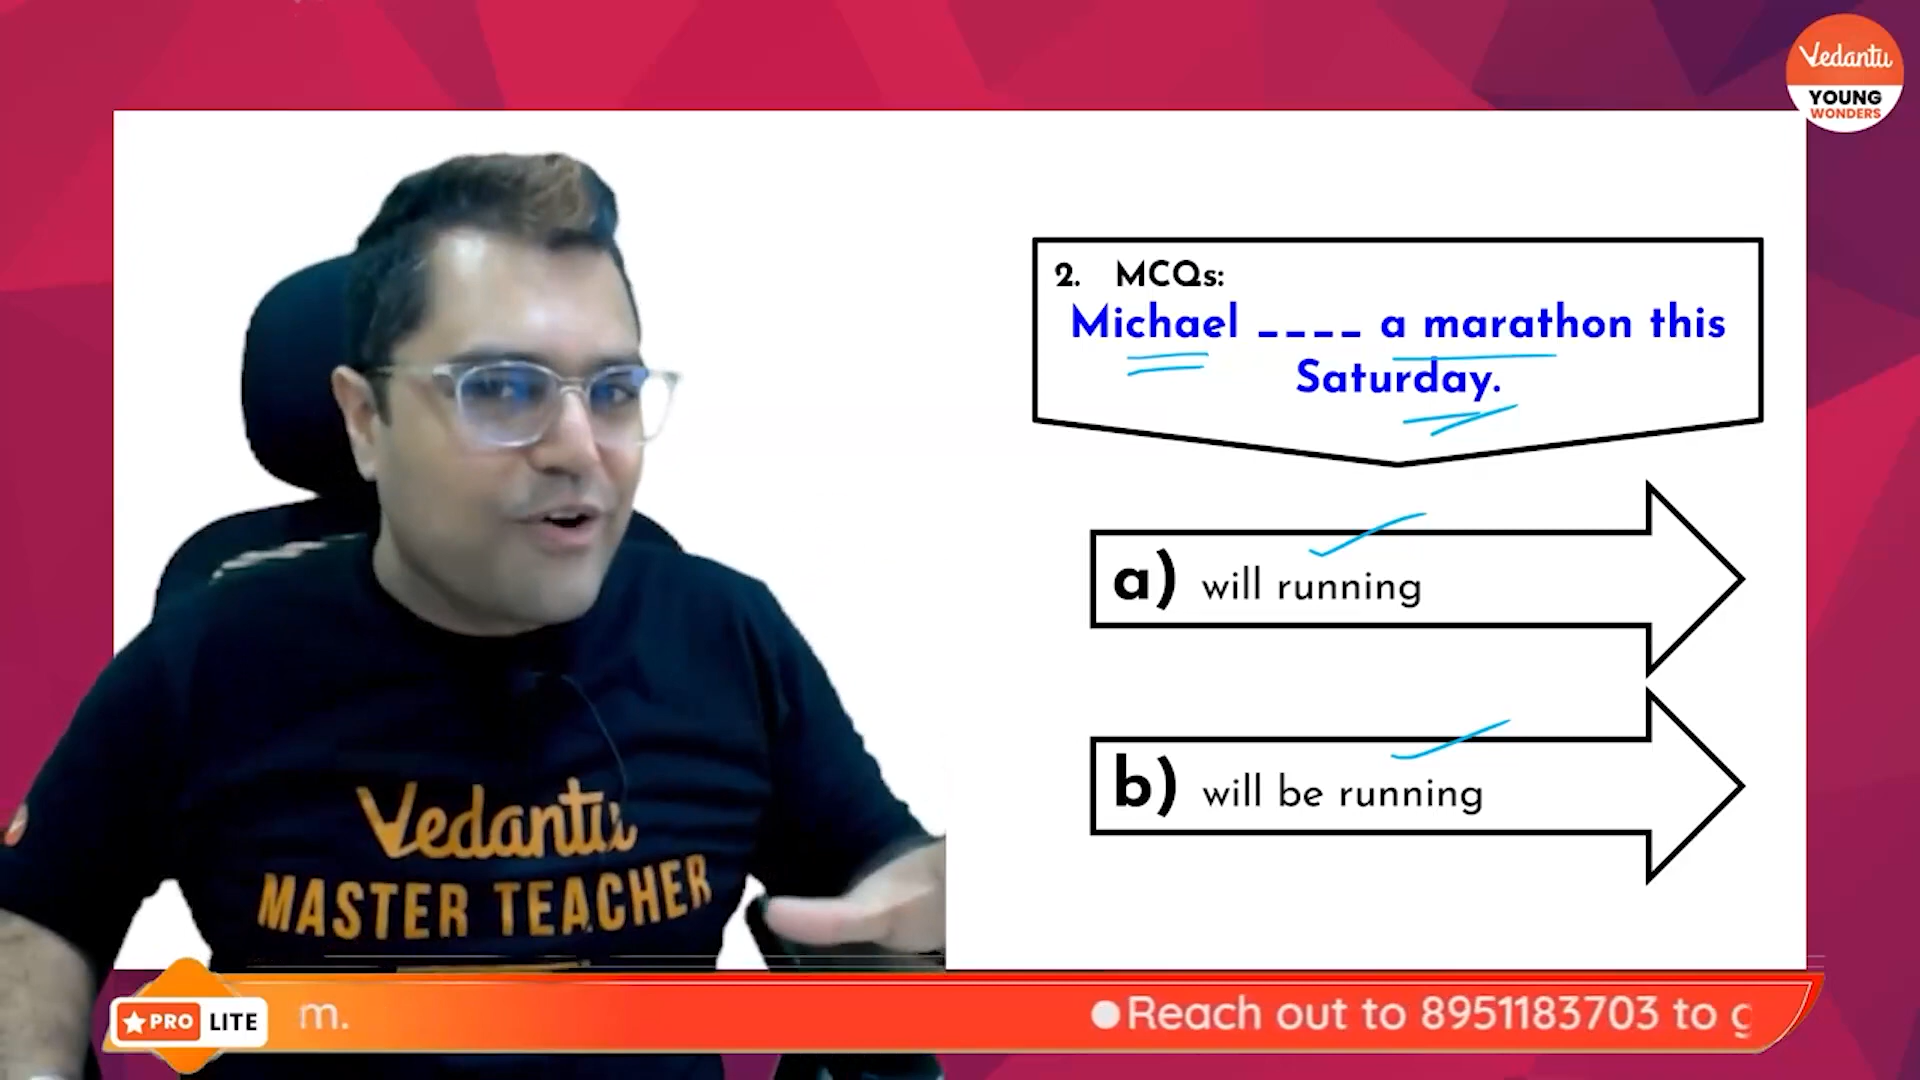 Vedantu
YOUNG
WONDERS
2. MCQs:
Michael ____ a marathon this
Saturday.
a) will running
b) will be running
Vedantu
MASTER TEACHER
PRO LITE
m.
Reach out to 8951183703 to g